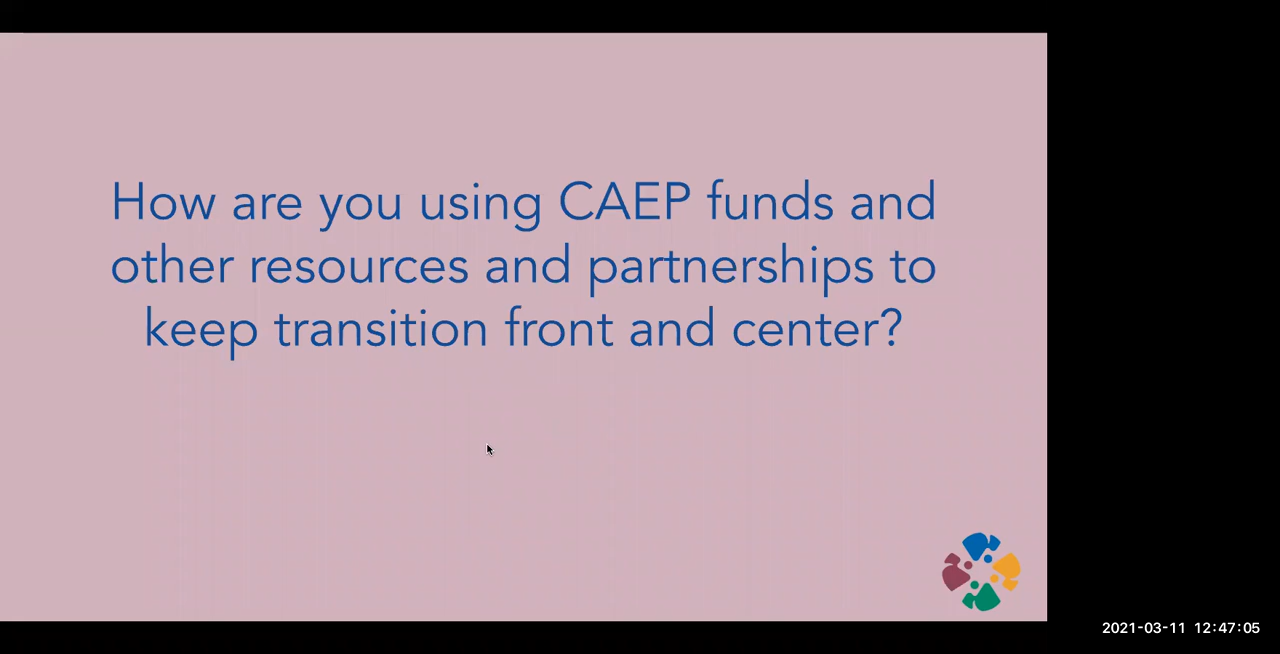 How are you using CAEP funds and
other resources and partnerships to
keep transition front and center?
2021-03-11 12:47:05